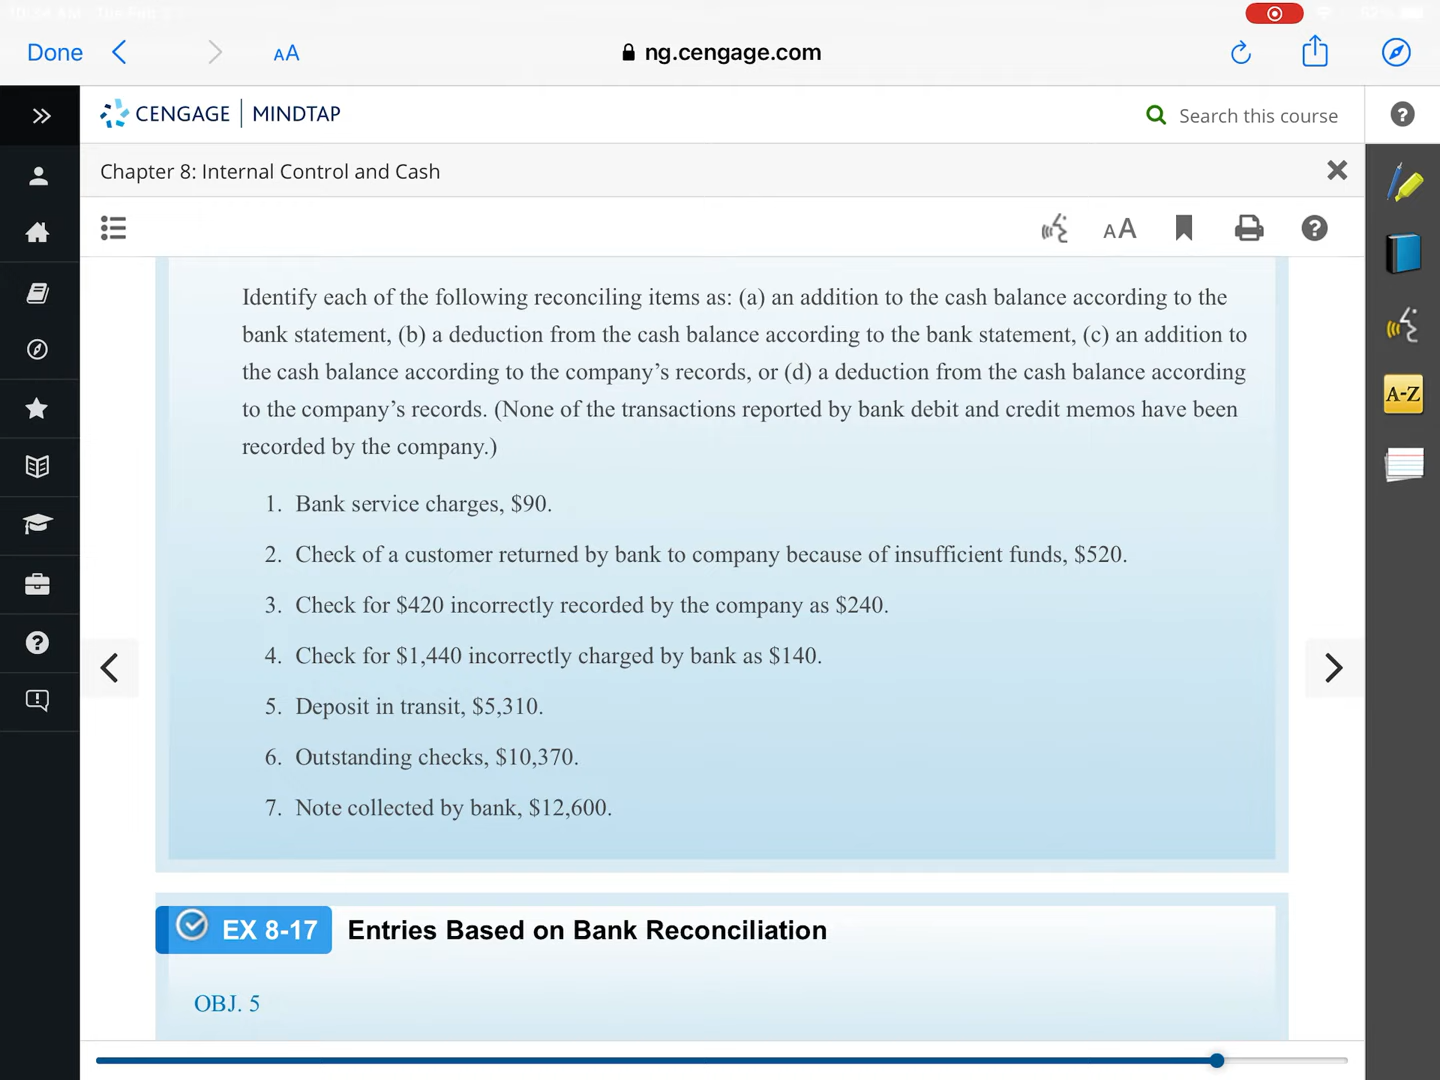 Done
AA
ng.cengage.com
CENGAGE | MINDTAP
Search this course
Chapter 8: Internal Control and Cash
AA
Identify each of the following reconciling items as: (a) an addition to the cash balance according to the
bank statement, (b) a deduction from the cash balance according to the bank statement, (c) an addition to
the cash balance according to the company’s records, or (d) a deduction from the cash balance according
to the company’s records. (None of the transactions reported by bank debit and credit memos have been
recorded by the company.)
1. Bank service charges, $90.
2. Check of a customer returned by bank to company because of insufficient funds, $520.
3. Check for $420 incorrectly recorded by the company as $240.
4. Check for $1,440 incorrectly charged by bank as $140.
5. Deposit in transit, $5,310.
6. Outstanding checks, $10,370.
7. Note collected by bank, $12,600.
EX 8-17 Entries Based on Bank Reconciliation
OBJ. 5
A-Z